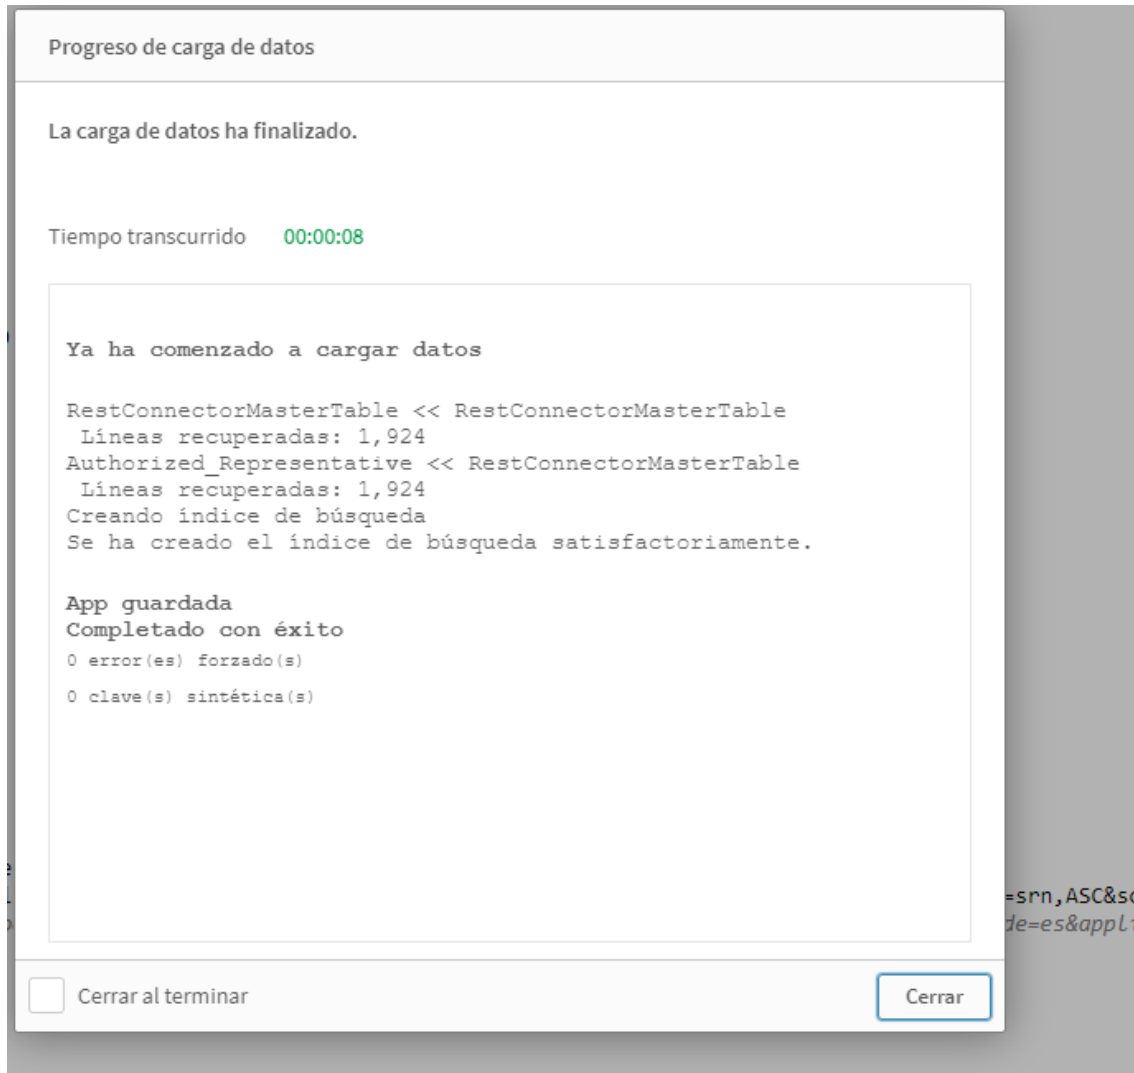 Progreso de carga de datos
La carga de datos ha finalizado.
Tiempo transcurrido 00:00:08
Ya ha comenzado a cargar datos
RestConnectorMasterTable << RestConnectorMasterTable
Líneas recuperadas: 1,924
Authorized_Representative << RestConnectorMasterTable
Líneas recuperadas: 1,924
Creando índice de búsqueda
Se ha creado el índice de búsqueda satisfactoriamente.
App guardada
Completado con éxito
0 error(es) forzado(s)
0 clave(s) sintética(s)
=srn,ASC&s
de=es&appl
Cerrar al terminar
Cerrar